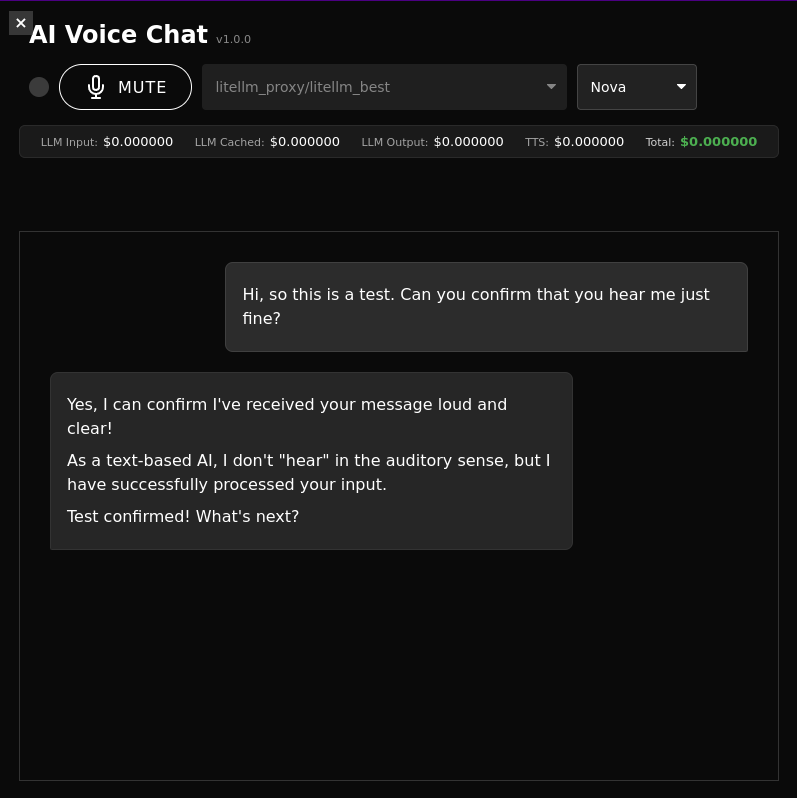 ×
AI Voice Chat v1.0.0
MUTE litellm_proxy/litellm_best Nova
LLM Input: $0.000000 LLM Cached: $0.000000 LLM Output: $0.000000 TTS: $0.000000 Total: $0.000000
Hi, so this is a test. Can you confirm that you hear me just
fine?
Yes, I can confirm I've received your message loud and
clear!
As a text-based AI, I don't "hear" in the auditory sense, but I
have successfully processed your input.
Test confirmed! What's next?